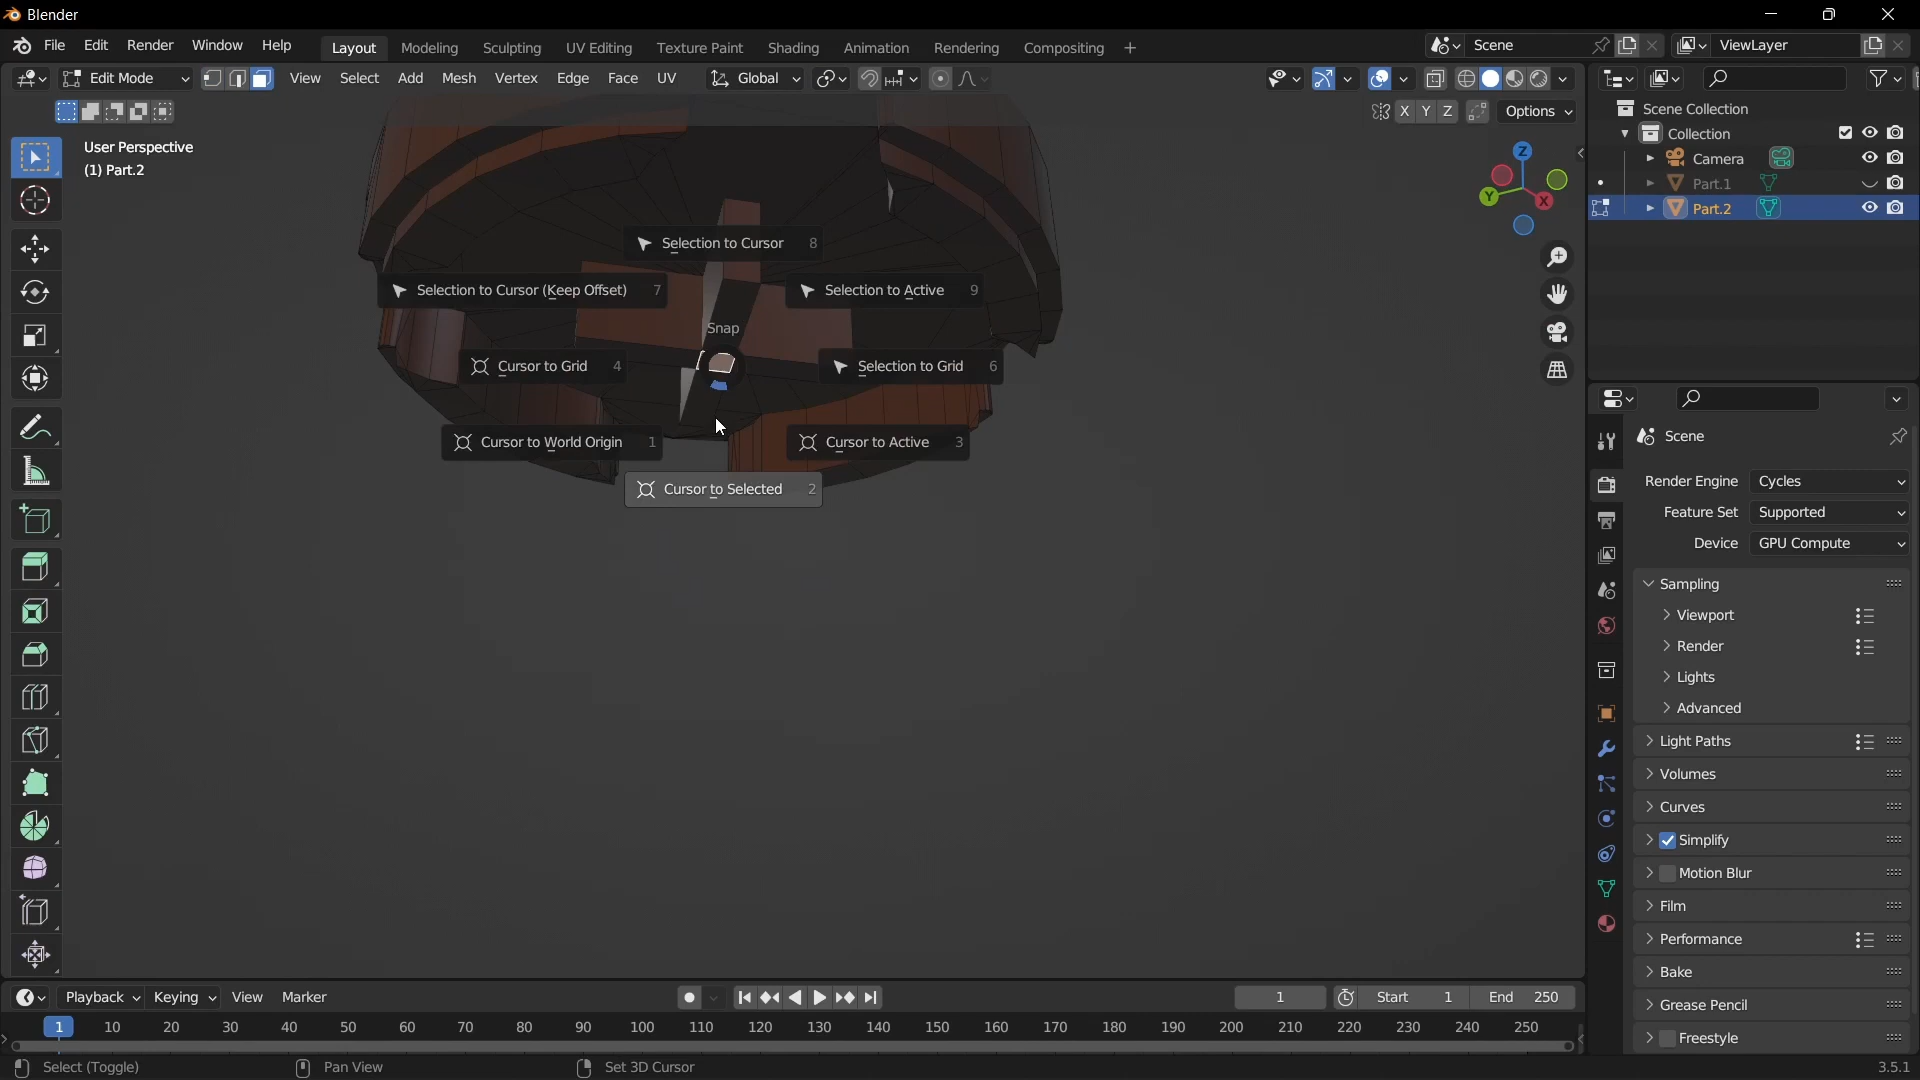 Blender
File Edit Render Window Help Layout Modeling Sculpting UV Editing Texture Paint Shading Animation Rendering Compositing + Scene ViewLayer
Edit Mode View Select Add Mesh Vertex Edge Face UV Global
X Y Z Options
User Perspective
(1) Part.2
Z
Y X
Selection to Cursor 8
Selection to Cursor (Keep Offset) 7
Selection to Active 9
Snap
Cursor to Grid 4
Selection to Grid 6
Cursor to World Origin 1
Cursor to Active 3
Cursor to Selected 2
Scene Collection
Collection
Camera
Part.1
Part.2
Scene
Render Engine Cycles
Feature Set Supported
Device GPU Compute
Sampling
Viewport
Render
Lights
Advanced
Light Paths
Volumes
Curves
Simplify
Motion Blur
Film
Performance
Bake
Grease Pencil
Freestyle
Playback Keying View Marker 1 Start 1 End 250
1 10 20 30 40 50 60 70 80 90 100 110 120 130 140 150 160 170 180 190 200 210 220 230 240 250
Select (Toggle) Pan View Set 3D Cursor 3.5.1